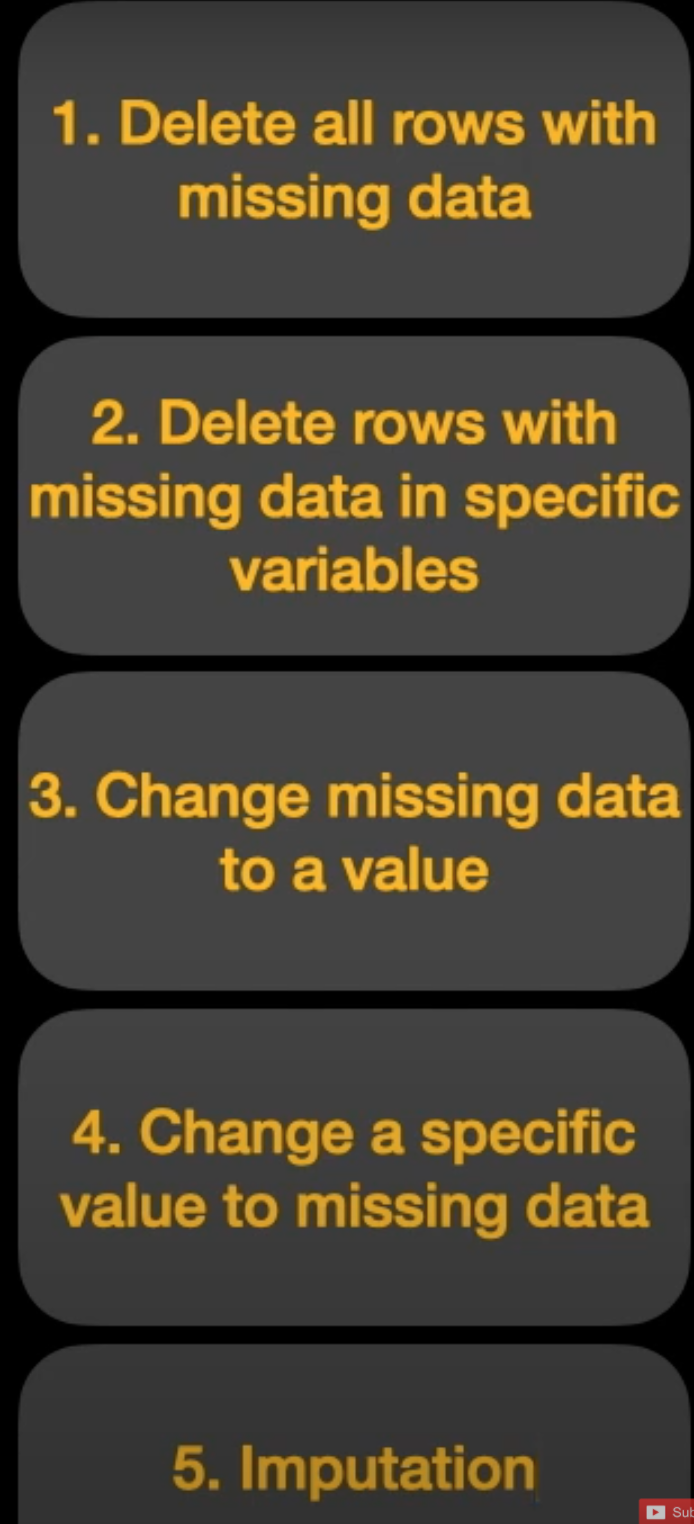 1. Delete all rows with
missing data
2. Delete rows with
missing data in specific
variables
3. Change missing data
to a value
4. Change a specific
value to missing data
5. Imputation
Sub